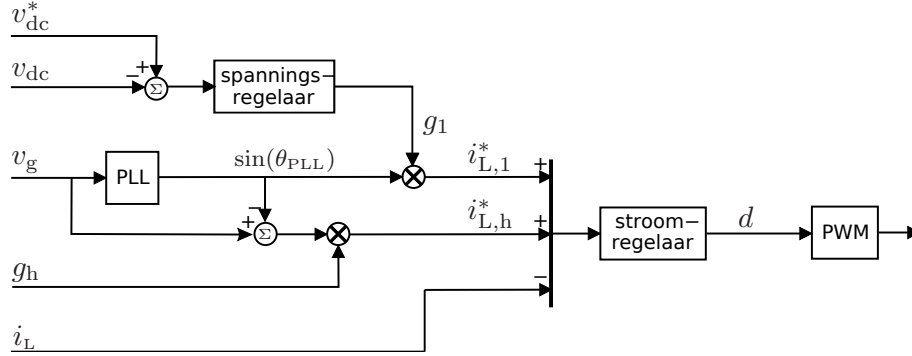 v*dc
+
−
vdc
Σ
spannings−
regelaar
g1
vg
PLL
sin(θPLL)
i*L,1
+
−
+
Σ
i*L,h
+
stroom−
regelaar
d
PWM
gh
−
iL